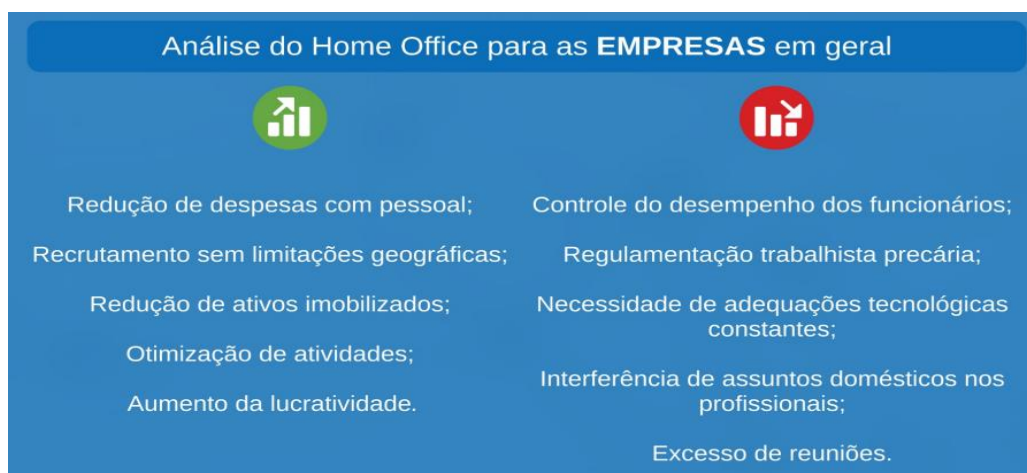 Análise do Home Office para as EMPRESAS em geral
Redução de despesas com pessoal;
Recrutamento sem limitações geográficas;
Redução de ativos imobilizados;
Otimização de atividades;
Aumento da lucratividade.
Controle do desempenho dos funcionários;
Regulamentação trabalhista precária;
Necessidade de adequações tecnológicas
constantes;
Interferência de assuntos domésticos nos
profissionais;
Excesso de reuniões.